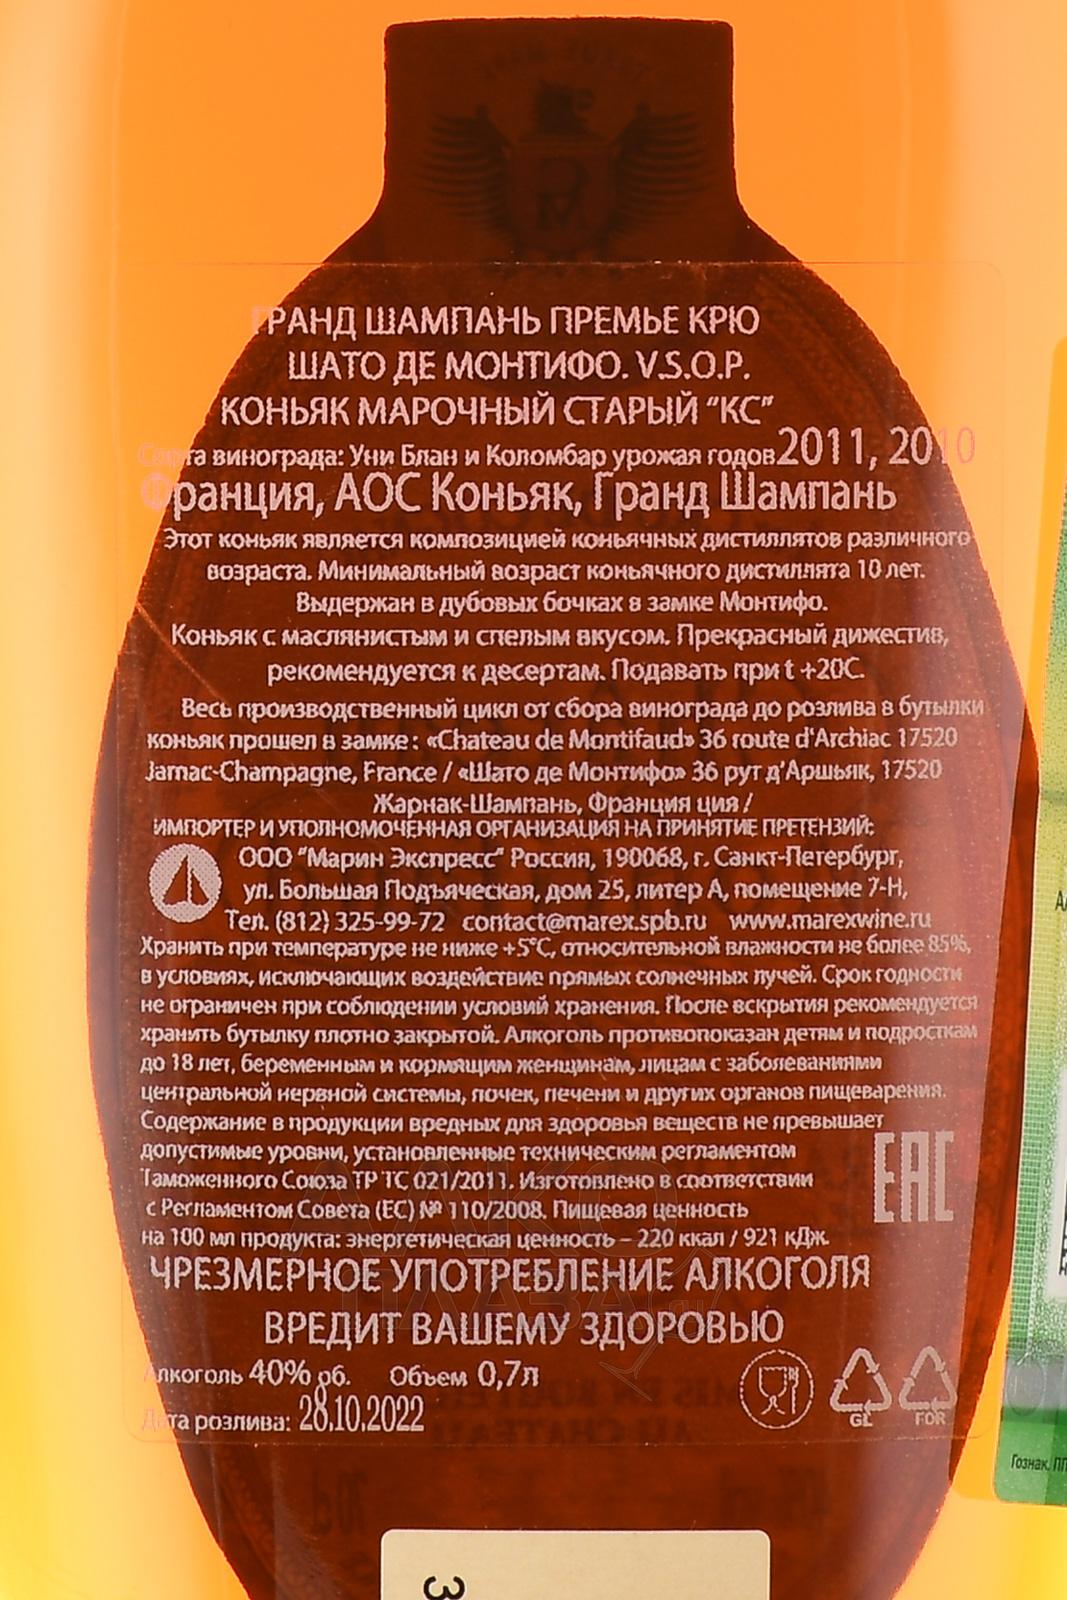 ГРАНД ШАМПАНЬ ПРЕМЬЕ КРЮ
ШАТО ДЕ МОНТИФО. V.S.O.P.
КОНЬЯК МАРОЧНЫЙ СТАРЫЙ “КС”
Сорта винограда: Уни Блан и Коломбар урожая годов 2011, 2010
Франция, АОС Коньяк, Гранд Шампань
Этот коньяк является композицией коньячных дистиллятов различного
возраста. Минимальный возраст коньячного дистиллята 10 лет.
Выдержан в дубовых бочках в замке Монтифо.
Коньяк с маслянистым и спелым вкусом. Прекрасный дижестив,
рекомендуется к десертам. Подавать при t +20C.
Весь производственный цикл от сбора винограда до розлива в бутылки
коньяк прошел в замке: «Chateau de Montifaud» 36 route d'Archiac 17520
Jarnac-Champagne, France / «Шато де Монтифо» 36 рут д’Аршьяк, 17520
Жарнак-Шампань, Франция ция /
ИМПОРТЕР И УПОЛНОМОЧЕННАЯ ОРГАНИЗАЦИЯ НА ПРИНЯТИЕ ПРЕТЕНЗИЙ:
ООО “Марин Экспресс” Россия, 190068, г. Санкт-Петербург,
ул. Большая Подъяческая, дом 25, литер А, помещение 7-Н,
Тел. (812) 325-99-72 contact@marex.spb.ru www.marexwine.ru
Хранить при температуре не ниже +5°С, относительной влажности не более 85%,
в условиях, исключающих воздействие прямых солнечных лучей. Срок годности
не ограничен при соблюдении условий хранения. После вскрытия рекомендуется
хранить бутылку плотно закрытой. Алкоголь противопоказан детям и подросткам
до 18 лет, беременным и кормящим женщинам, лицам с заболеваниями
центральной нервной системы, почек, печени и других органов пищеварения.
Содержание в продукции вредных для здоровья веществ не превышает
допустимые уровни, установленные техническим регламентом
Таможенного Союза ТР ТС 021/2011. Изготовлено в соответствии
с Регламентом Совета (ЕС) № 110/2008. Пищевая ценность
на 100 мл продукта: энергетическая ценность – 220 ккал / 921 кДж.
EAC
ЧРЕЗМЕРНОЕ УПОТРЕБЛЕНИЕ АЛКОГОЛЯ
ВРЕДИТ ВАШЕМУ ЗДОРОВЬЮ
Алкоголь 40% об. Объем 0,7л
Дата розлива: 28.10.2022
GL FOR
Гознак.
3